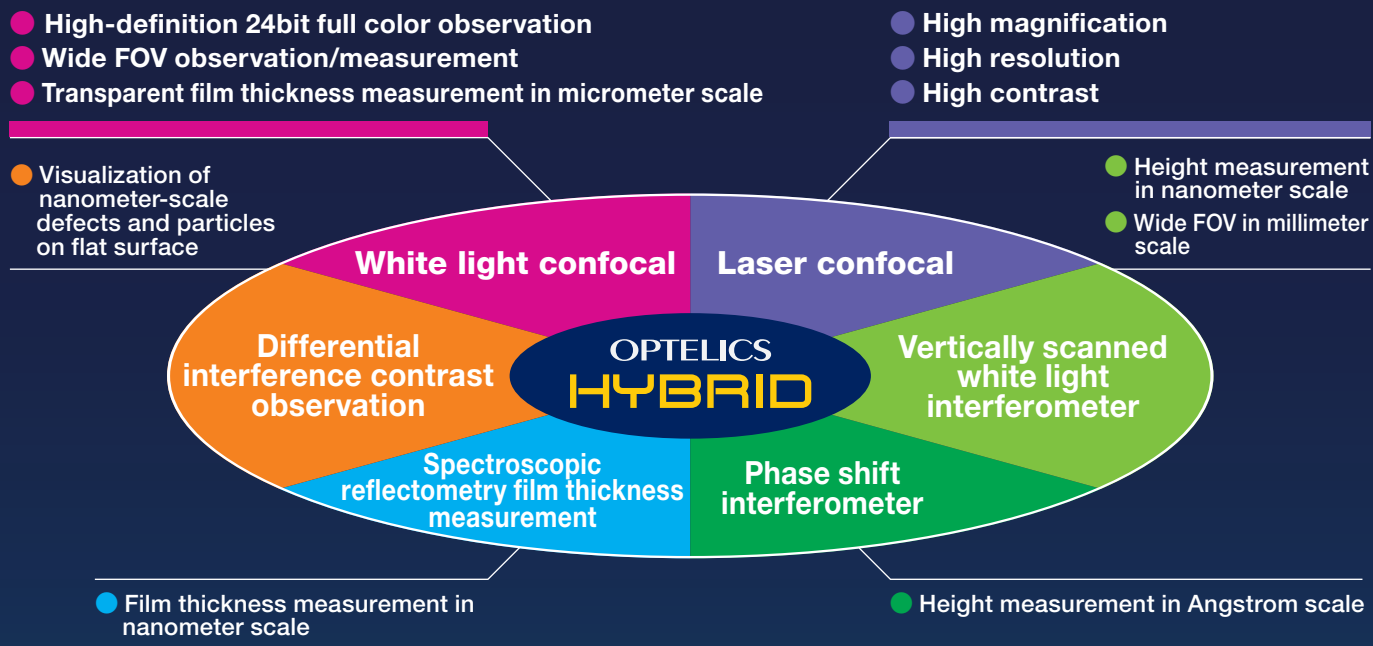 High-definition 24bit full color observation
Wide FOV observation/measurement
Transparent film thickness measurement in micrometer scale
High magnification
High resolution
High contrast
Visualization of
nanometer-scale
defects and particles
on flat surface
Height measurement
in nanometer scale
Wide FOV in millimeter
scale
White light confocal
Laser confocal
Differential
interference contrast
observation
OPTELICS
HYBRID
Vertically scanned
white light
interferometer
Spectroscopic
reflectometry film thickness
measurement
Phase shift
interferometer
Film thickness measurement in
nanometer scale
Height measurement in Angstrom scale